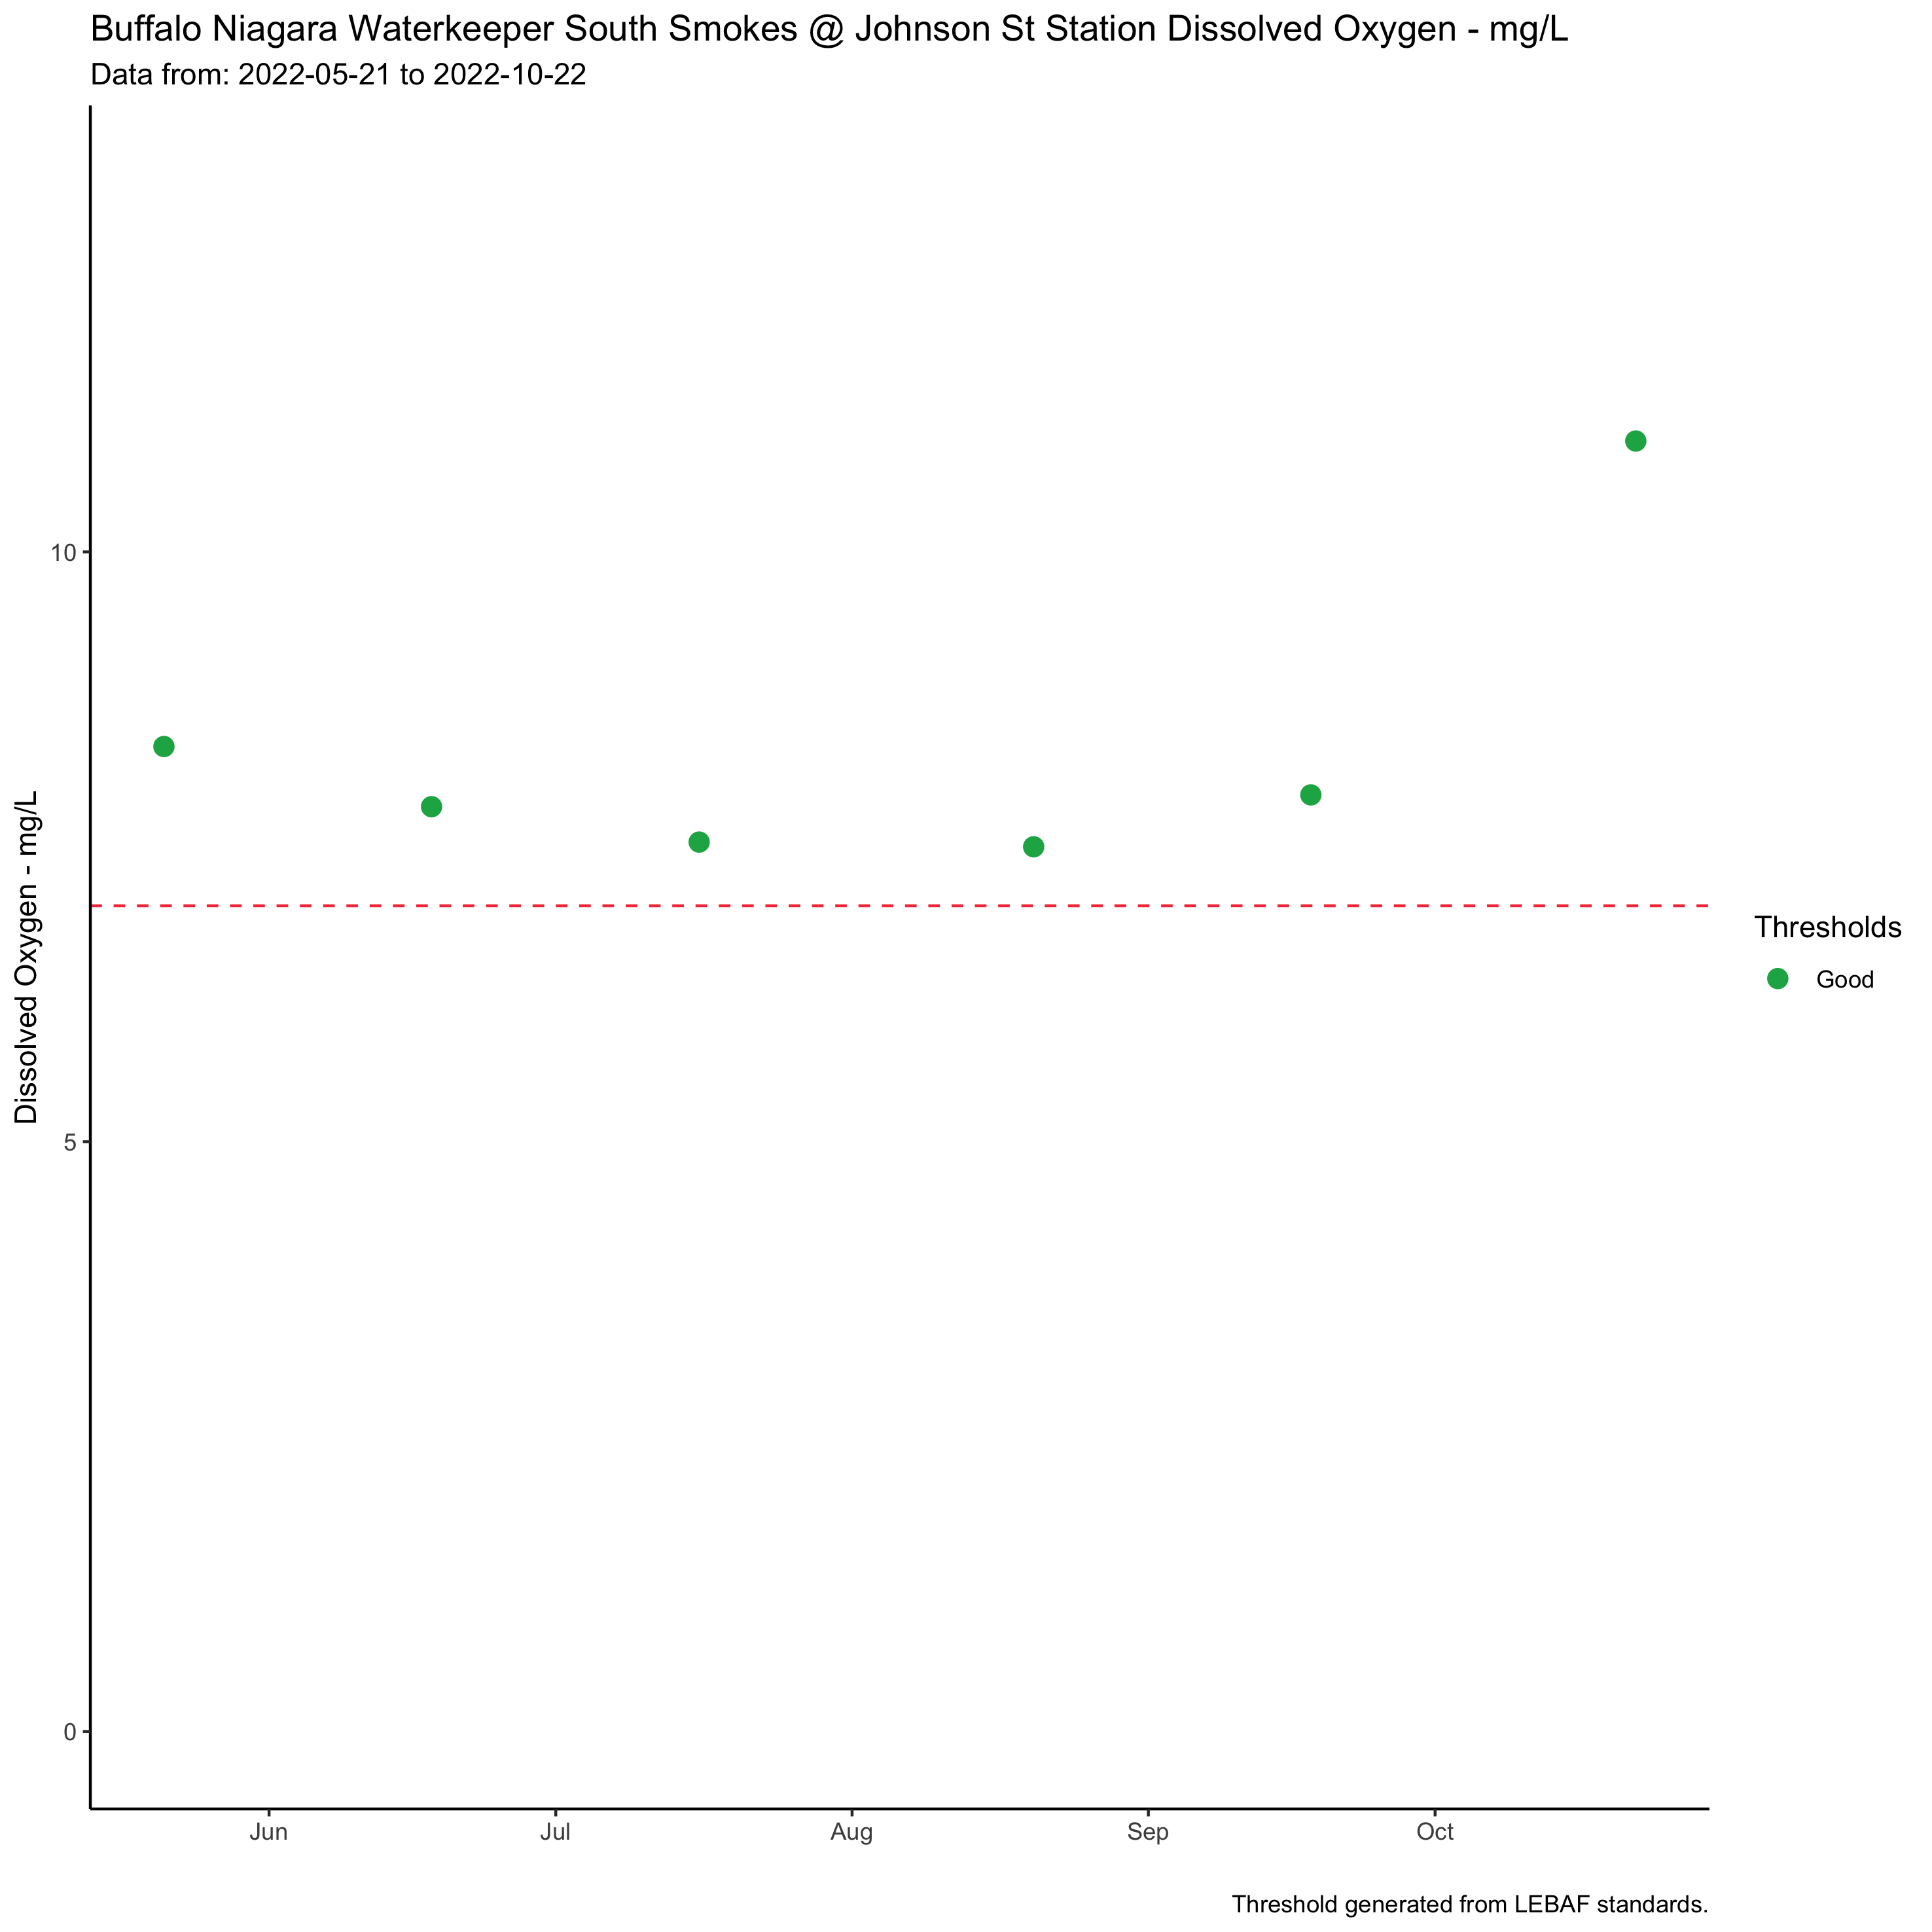 Buffalo Niagara Waterkeeper South Smokes @ Johnson St Station Dissolved Oxygen - mg/L
Data from: 2022-05-21 to 2022-10-22
Dissolved Oxygen - mg/L
10
5
0
Jun Jul Aug Sep Oct
Thresholds
Good
Threshold generated from LEBAF standards.